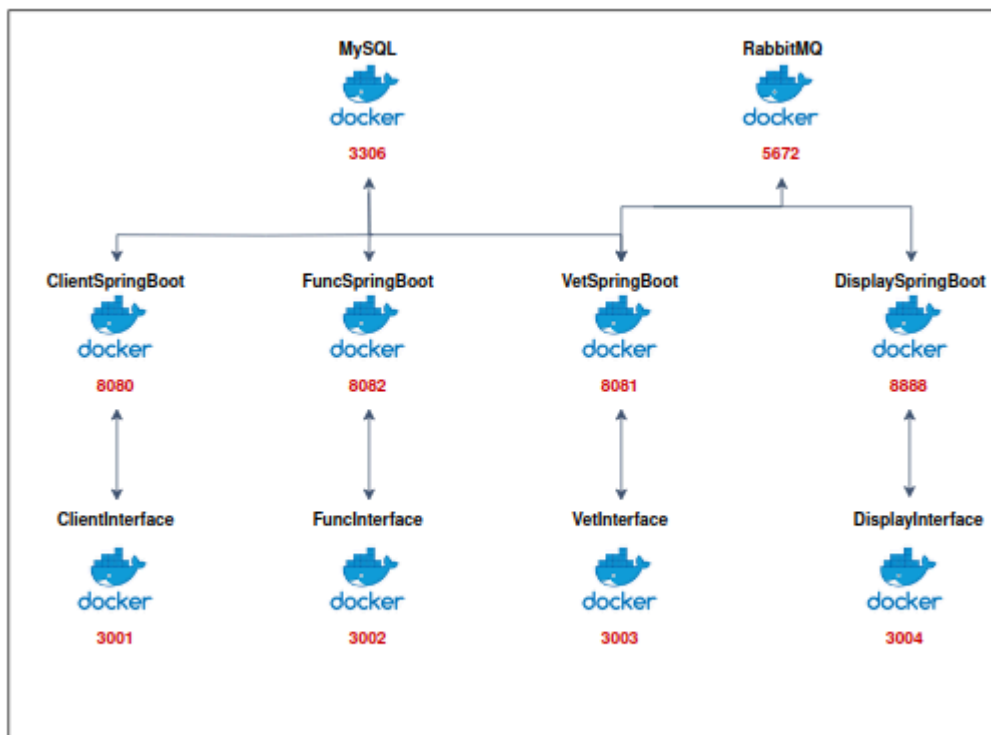 MySQL
docker
3306
RabbitMQ
docker
5672
ClientSpringBoot
docker
8080
FuncSpringBoot
docker
8082
VetSpringBoot
docker
8081
DisplaySpringBoot
docker
8888
ClientInterface
docker
3001
FuncInterface
docker
3002
VetInterface
docker
3003
DisplayInterface
docker
3004